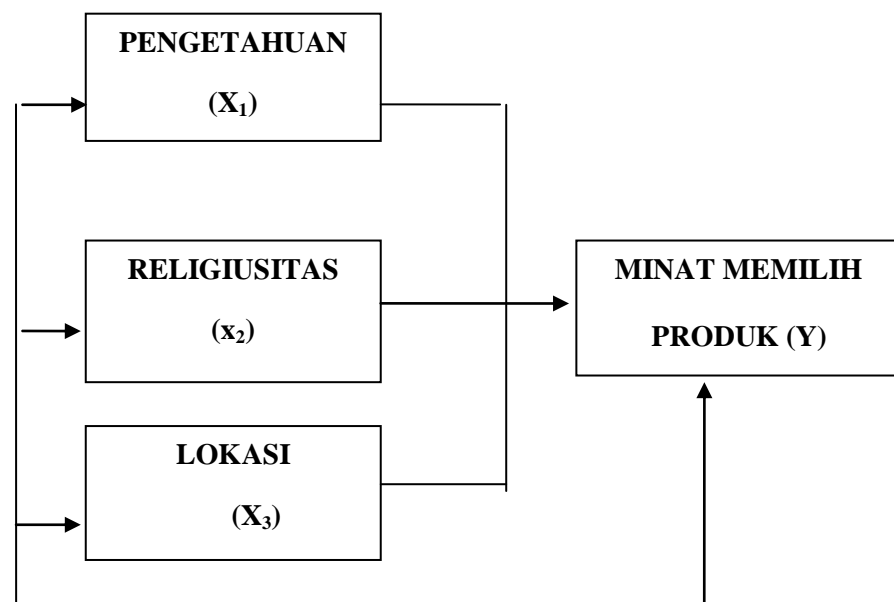 PENGETAHUAN
(X₁)
RELIGIUSITAS
(x₂)
MINAT MEMILIH
PRODUK (Y)
LOKASI
(X₃)